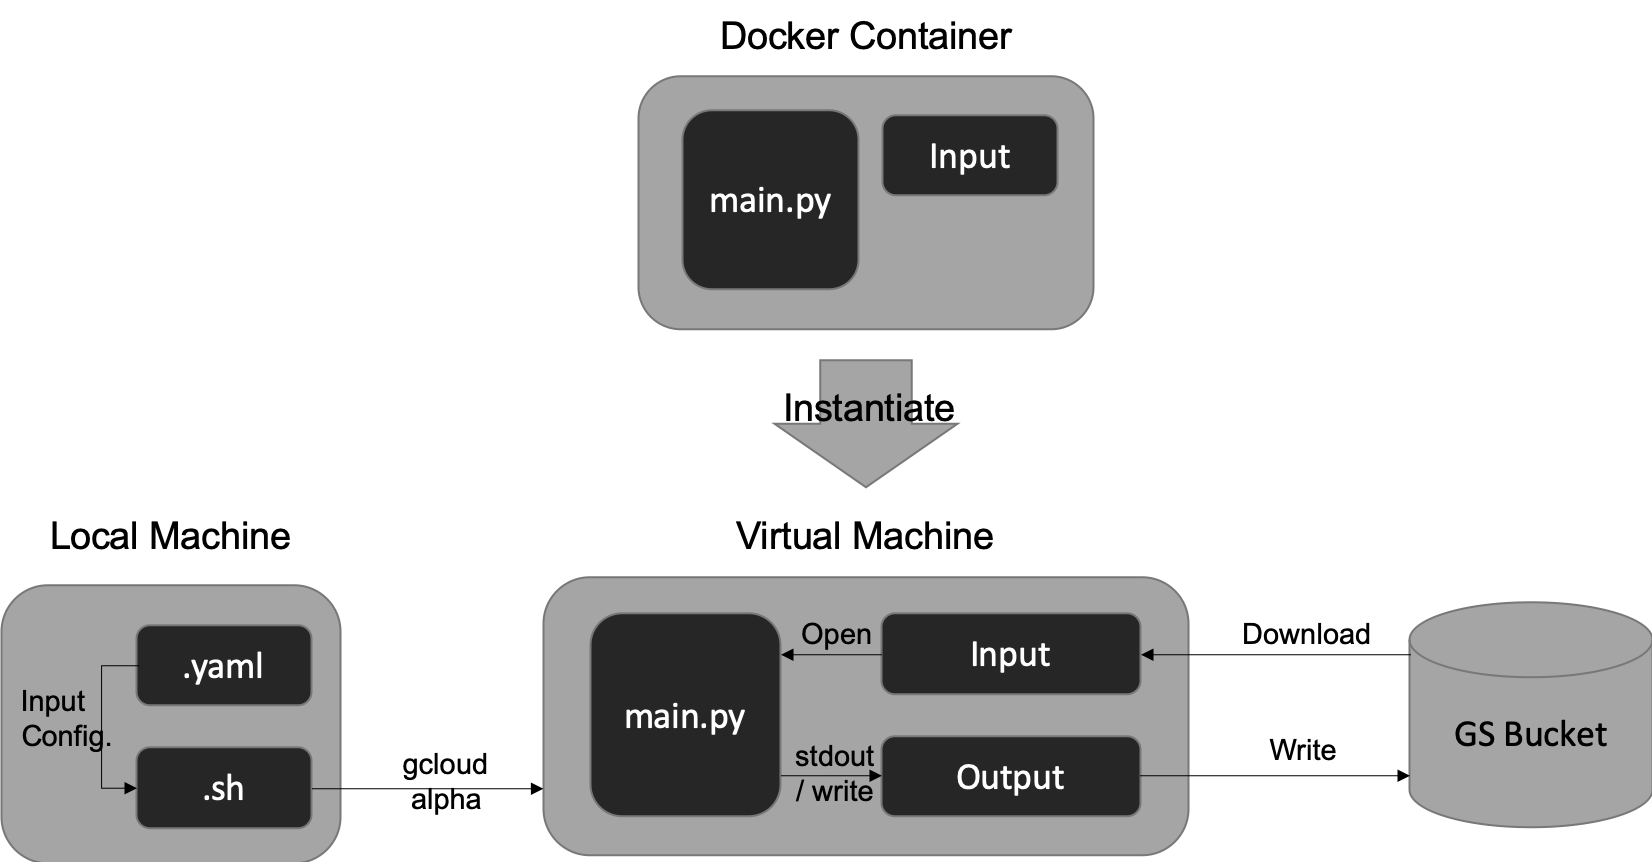 Docker Container
main.py
Input
Instantiate
Local Machine
Virtual Machine
.yaml
Input
Config.
.sh
gcloud
alpha
main.py
Open
Input
Download
stdout
/ write
Output
Write
GS Bucket